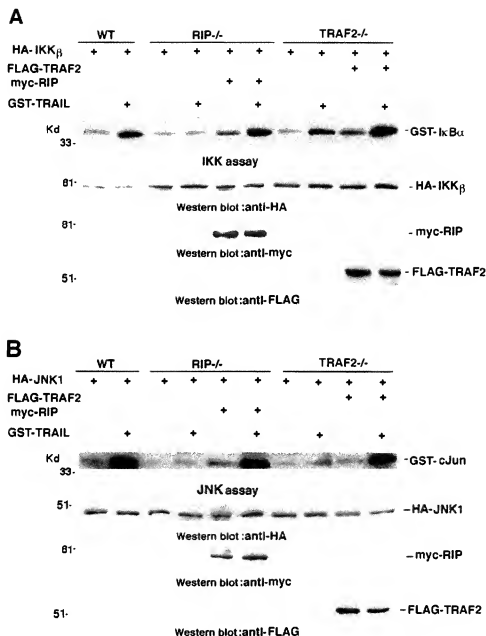 A
WT RIP-/- TRAF2-/-
HA-IKKβ + + + + + + + + + +
FLAG-TRAF2 + +
myc-RIP + +
GST-TRAIL + + + + +
Kd
33- -GST-IκBα
IKK assay
81- -HA-IKKβ
Western blot :anti-HA
81- -myc-RIP
Western blot :anti-myc
51- -FLAG-TRAF2
Western blot :anti-FLAG
B
WT RIP-/- TRAF2-/-
HA-JNK1 + + + + + + + + + +
FLAG-TRAF2 + +
myc-RIP + +
GST-TRAIL + + + + +
Kd
33- -GST-cJun
JNK assay
51- -HA-JNK1
Western blot :anti-HA
81- -myc-RIP
Western blot :anti-myc
51- -FLAG-TRAF2
Western blot :anti-FLAG